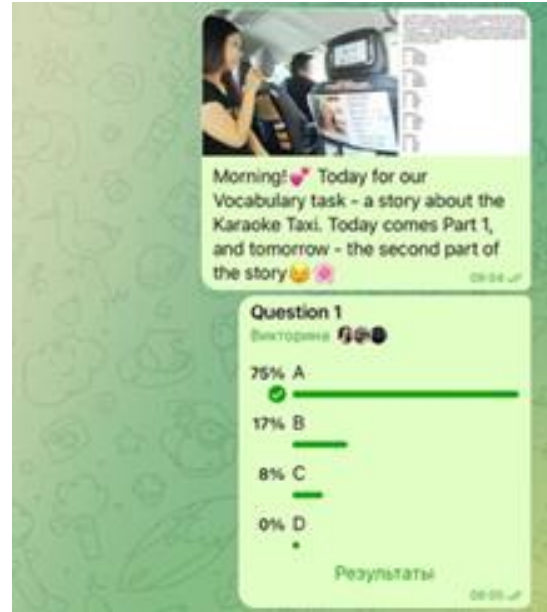 Morning!💕 Today for our
Vocabulary task - a story about the
Karaoke Taxi. Today comes Part 1,
and tomorrow - the second part of
the story😉🌸
09:04
Question 1
Викторина
75% A
17% B
8% C
0% D
Результаты
09:05